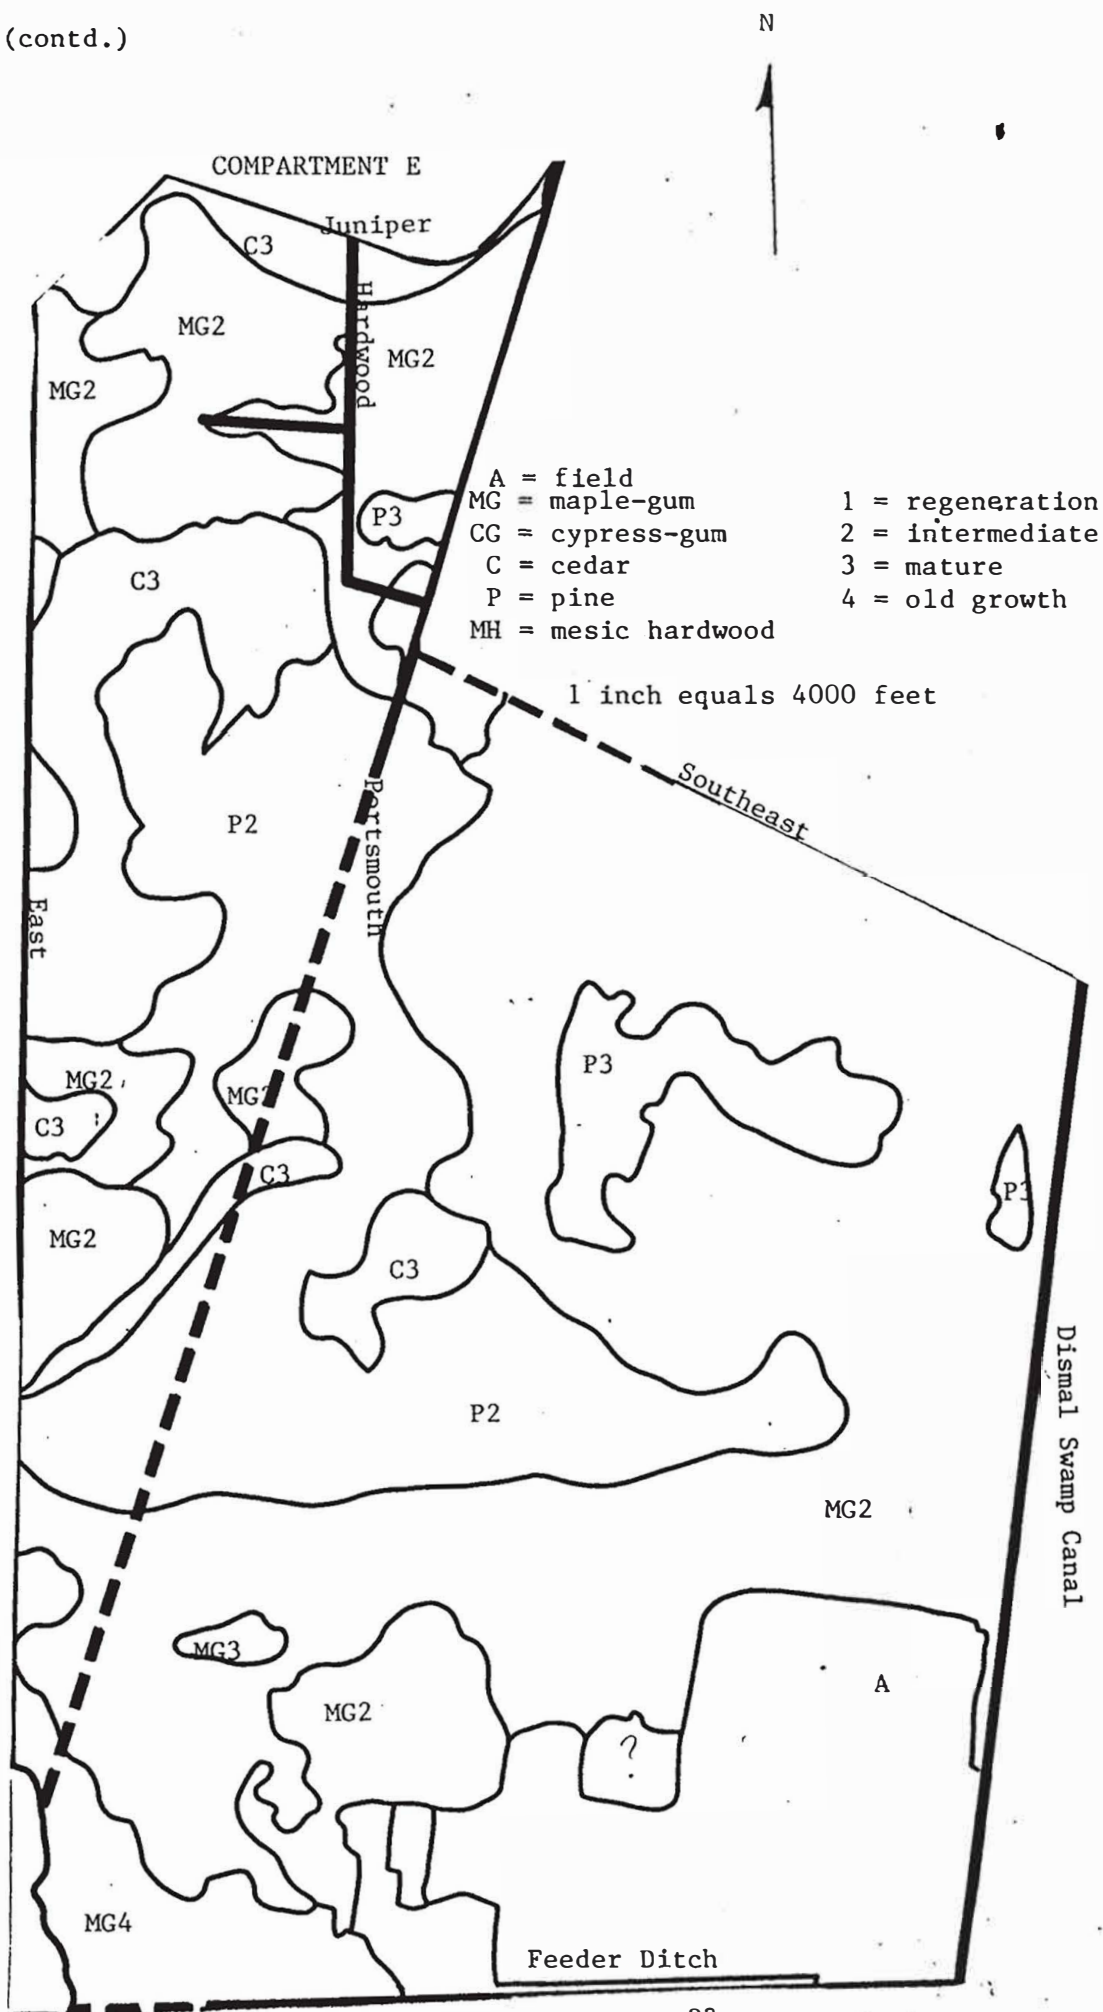 (contd.)
N
COMPARTMENT E
Juniper
C3
Hardwood
MG2
MG2
MG2
A = field
MG = maple-gum
1 = regeneration
CG = cypress-gum
2 = intermediate
P3
C = cedar
3 = mature
C3
P = pine
4 = old growth
MH = mesic hardwood
1 inch equals 4000 feet
Southeast
Portsmouth
P2
East
P3
MG2
C3
C3
P3
MG2
C3
Dismal Swamp Canal
P2
MG2
MG3
A
MG2
?
MG4
Feeder Ditch